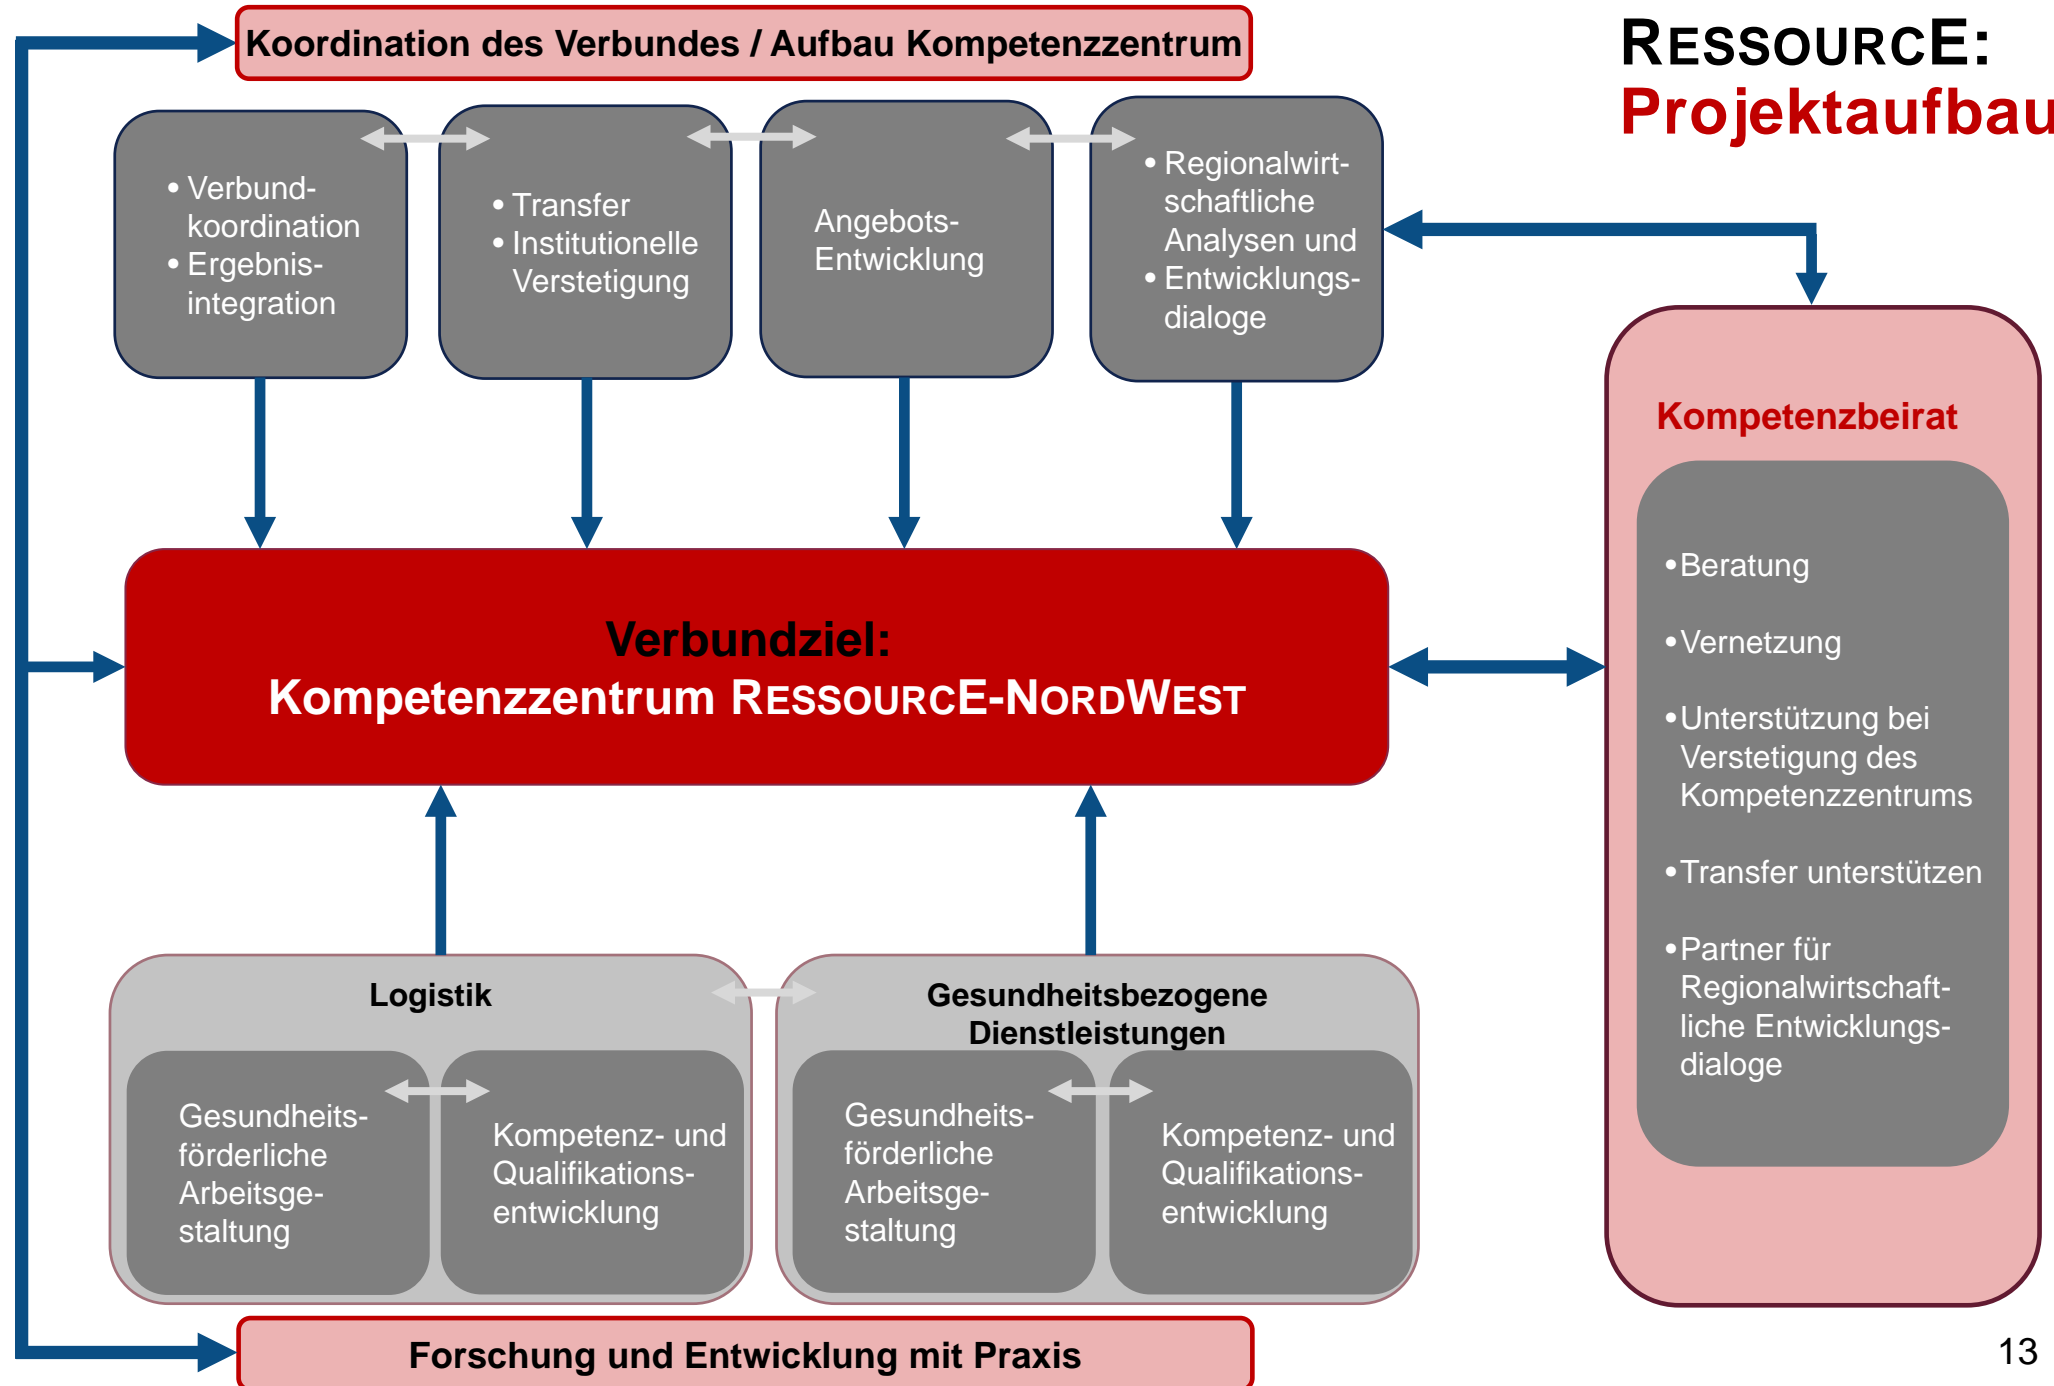 RESSOURCE:
Projektaufbau
Koordination des Verbundes / Aufbau Kompetenzzentrum
• Verbund-
koordination
• Ergebnis-
integration
• Transfer
• Institutionelle
Verstetigung
Angebots-
Entwicklung
• Regionalwirt-
schaftliche
Analysen und
• Entwicklungs-
dialoge
Verbundziel:
Kompetenzzentrum RESSOURCE-NORDWEST
Kompetenzbeirat
•Beratung
•Vernetzung
•Unterstützung bei
Verstetigung des
Kompetenzzentrums
•Transfer unterstützen
•Partner für
Regionalwirtschaft-
liche Entwicklungs-
dialoge
Logistik
Gesundheits-
förderliche
Arbeitsge-
staltung
Kompetenz- und
Qualifikations-
entwicklung
Gesundheitsbezogene
Dienstleistungen
Gesundheits-
förderliche
Arbeitsge-
staltung
Kompetenz- und
Qualifikations-
entwicklung
Forschung und Entwicklung mit Praxis
13